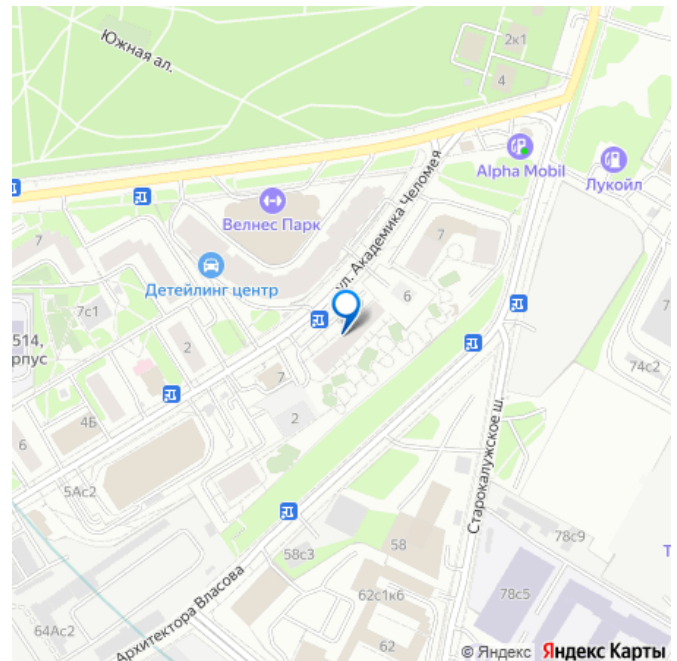 Южная ал.
2к1
4
Alpha Mobil
Лукойл
ул. Академика Челомея
Велнес Парк
7
7
Детейлинг центр
6
7с1
514,
рпус
2
7
74с2
4Б
2
6
5Ас2
Старокалужское ш.
58с3
58
78с9
62с1к6
78с5
64Ас2
Архитектора Власова
62
© Яндекс Яндекс Карты